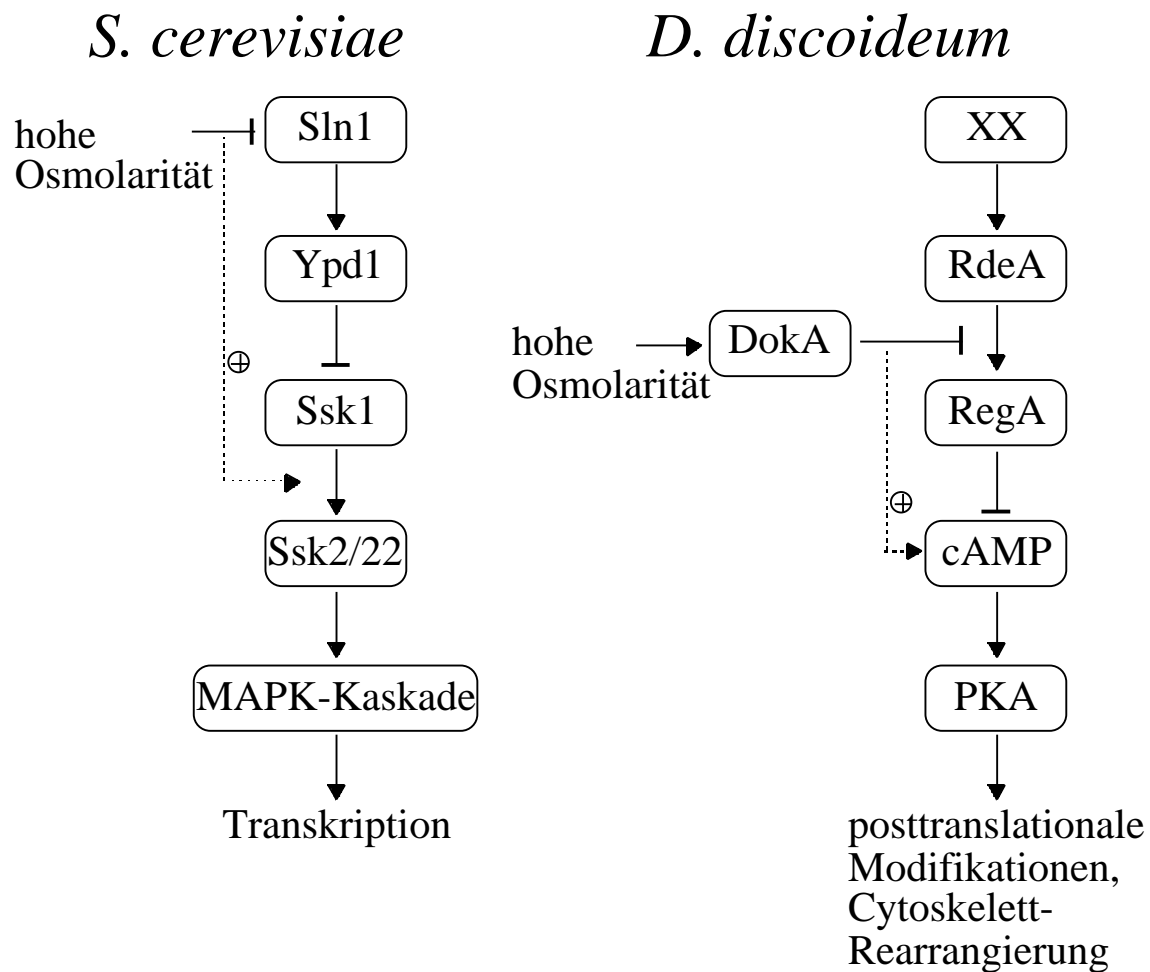 S. cerevisiae
hohe
Osmolarität
Sln1
Ypd1
Ssk1
Ssk2/22
MAPK-Kaskade
Transkription
D. discoideum
XX
RdeA
hohe
Osmolarität
DokA
RegA
cAMP
PKA
posttranslationale
Modifikationen,
Cytoskelett-
Rearrangierung